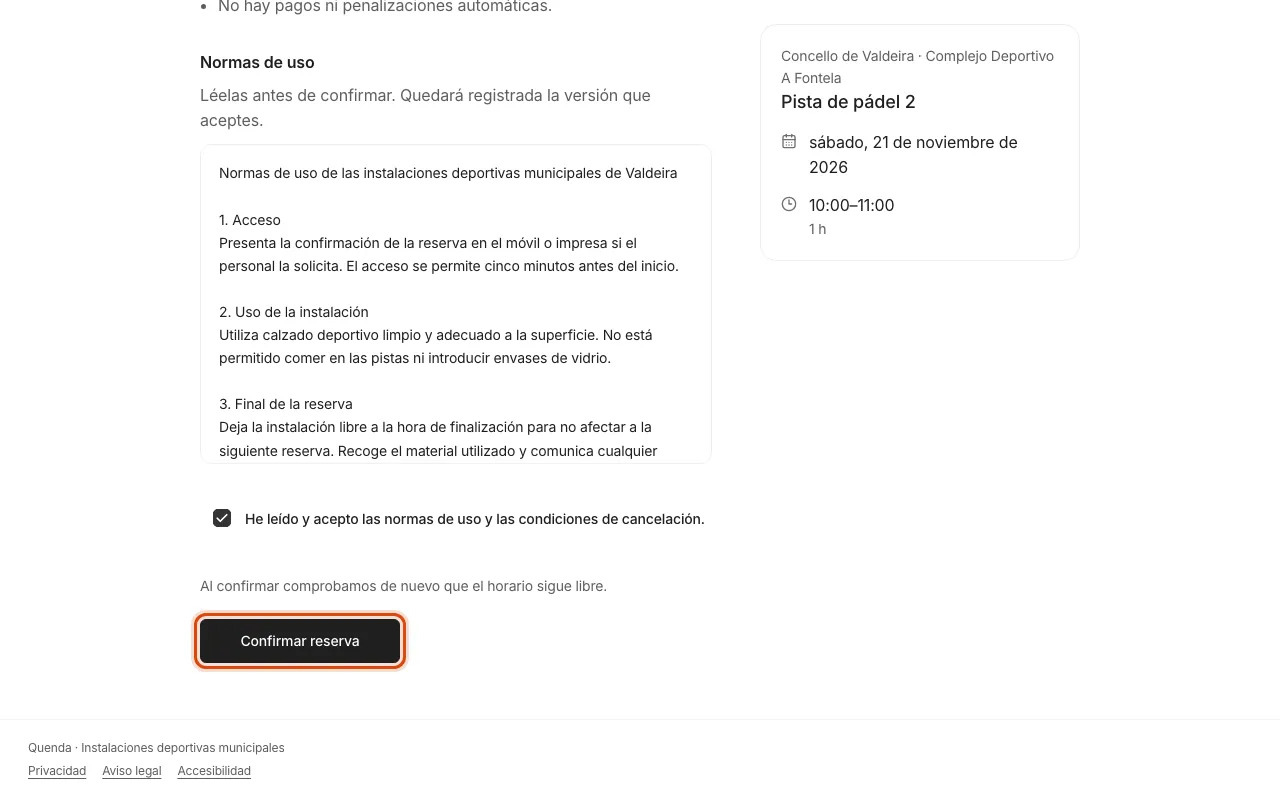 No hay pagos ni penalizaciones automáticas.
Normas de uso
Léelas antes de confirmar. Quedará registrada la versión que
aceptes.
Normas de uso de las instalaciones deportivas municipales de Valdeira
1. Acceso
Presenta la confirmación de la reserva en el móvil o impresa si el
personal la solicita. El acceso se permite cinco minutos antes del inicio.
2. Uso de la instalación
Utiliza calzado deportivo limpio y adecuado a la superficie. No está
permitido comer en las pistas ni introducir envases de vidrio.
3. Final de la reserva
Deja la instalación libre a la hora de finalización para no afectar a la
siguiente reserva. Recoge el material utilizado y comunica cualquier
He leído y acepto las normas de uso y las condiciones de cancelación.
Al confirmar comprobamos de nuevo que el horario sigue libre.
Confirmar reserva
Concello de Valdeira · Complejo Deportivo
A Fontela
Pista de pádel 2
sábado, 21 de noviembre de
2026
10:00–11:00
1 h
Quenda · Instalaciones deportivas municipales
Privacidad Aviso legal Accesibilidad